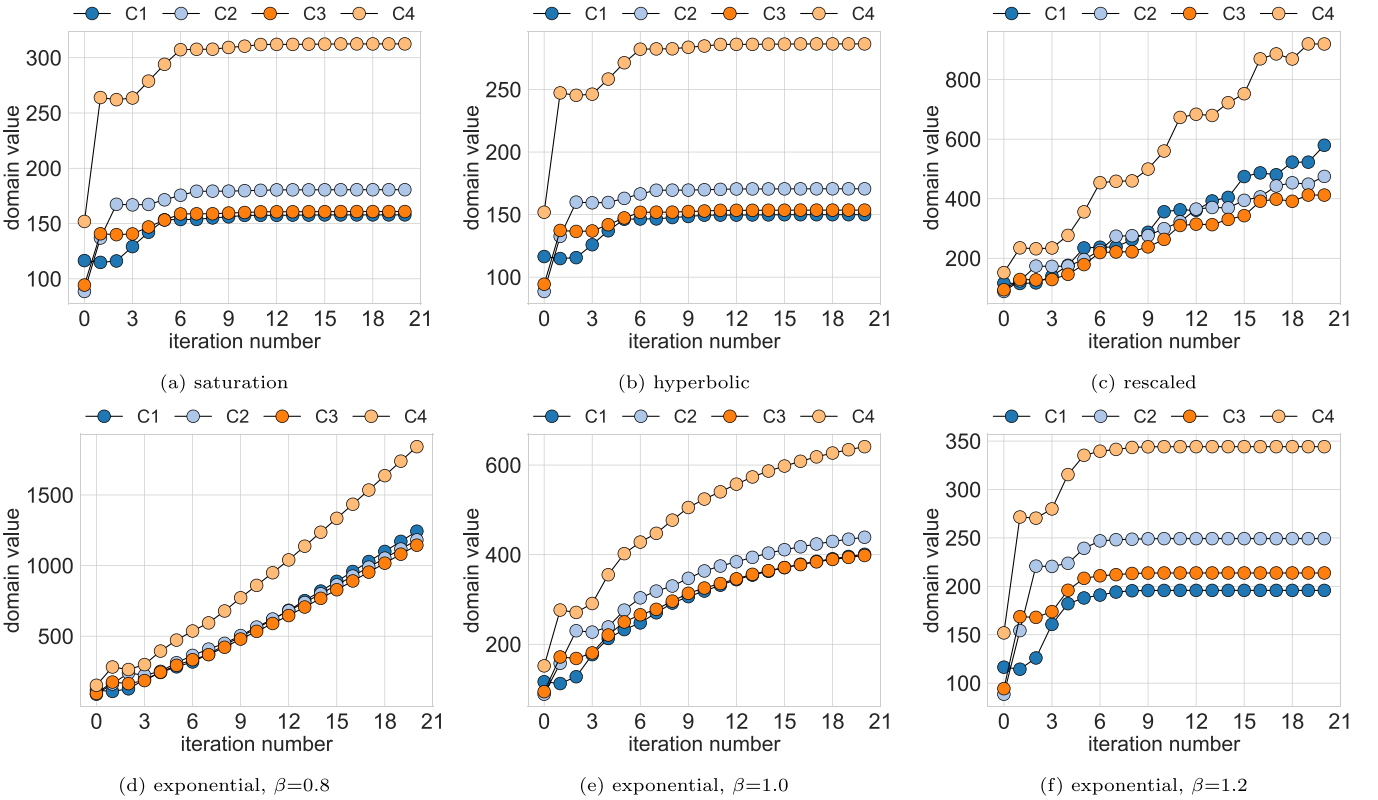 C1 C2 C3 C4
300
250
200
150
100
domain value
0 3 6 9 12 15 18 21
iteration number
(a) saturation
C1 C2 C3 C4
250
200
150
100
domain value
0 3 6 9 12 15 18 21
iteration number
(b) hyperbolic
C1 C2 C3 C4
800
600
400
200
domain value
0 3 6 9 12 15 18 21
iteration number
(c) rescaled
C1 C2 C3 C4
1500
1000
500
domain value
0 3 6 9 12 15 18 21
iteration number
(d) exponential, β=0.8
C1 C2 C3 C4
600
400
200
domain value
0 3 6 9 12 15 18 21
iteration number
(e) exponential, β=1.0
C1 C2 C3 C4
350
300
250
200
150
100
domain value
0 3 6 9 12 15 18 21
iteration number
(f) exponential, β=1.2